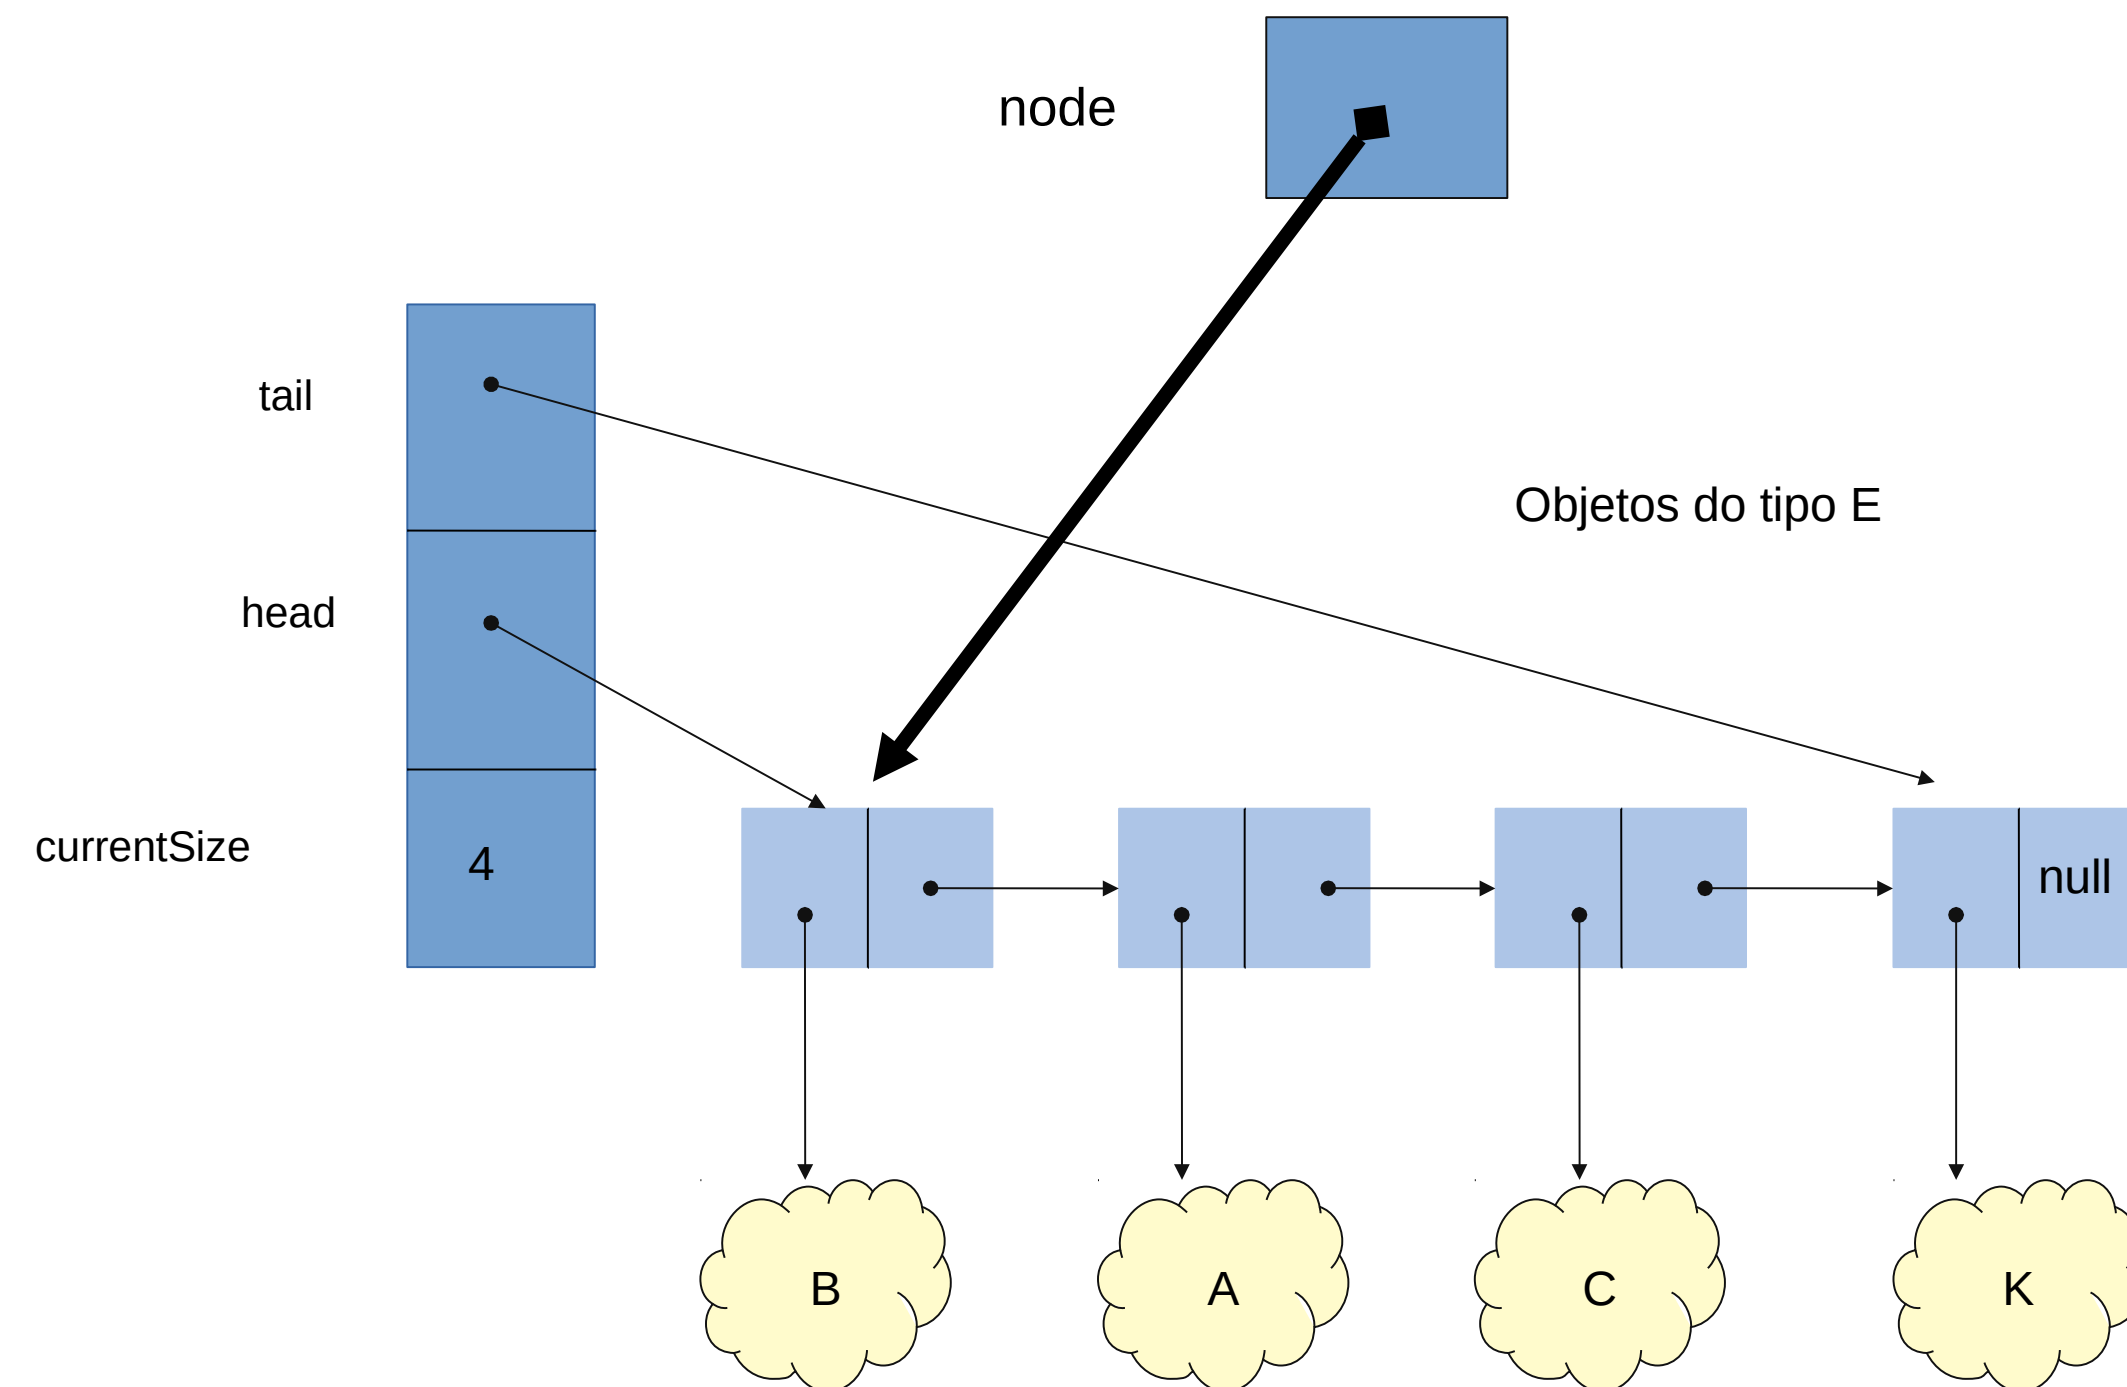 node
tail
Objetos do tipo E
head
currentSize
4
null
B
A
C
K